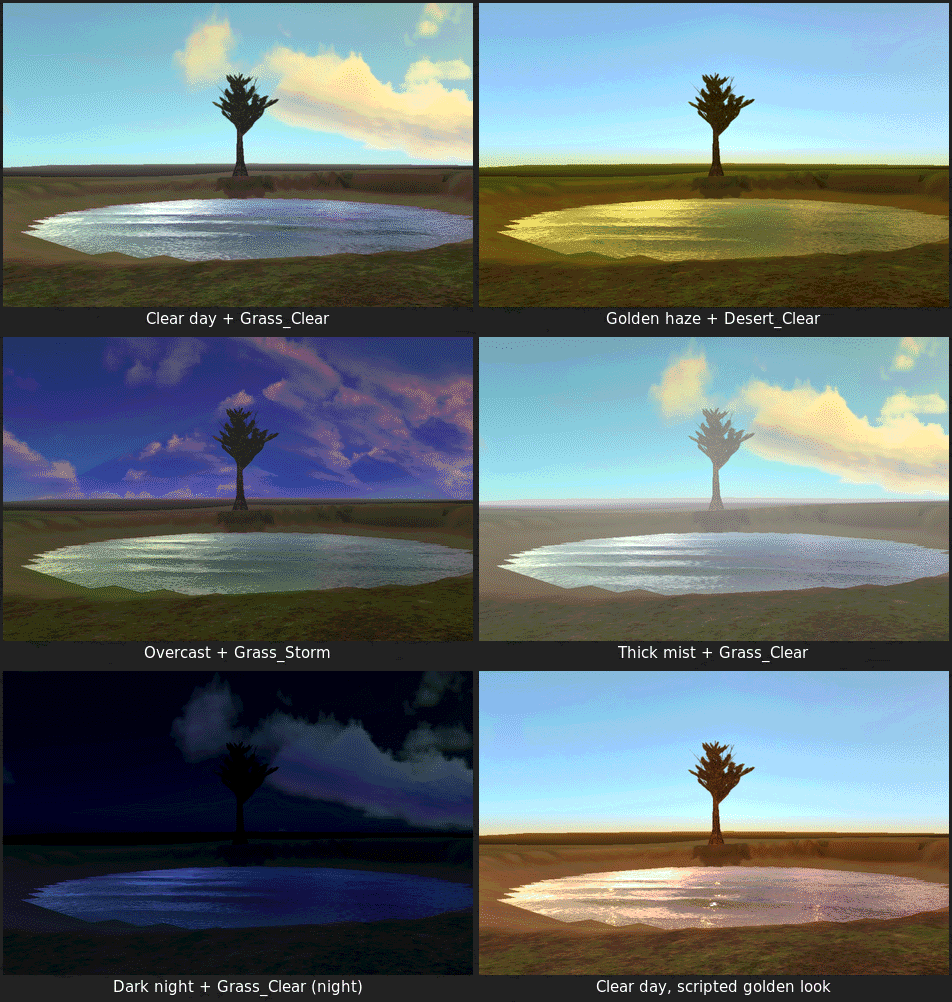 Clear day + Grass_Clear
Golden haze + Desert_Clear
Overcast + Grass_Storm
Thick mist + Grass_Clear
Dark night + Grass_Clear (night)
Clear day, scripted golden look